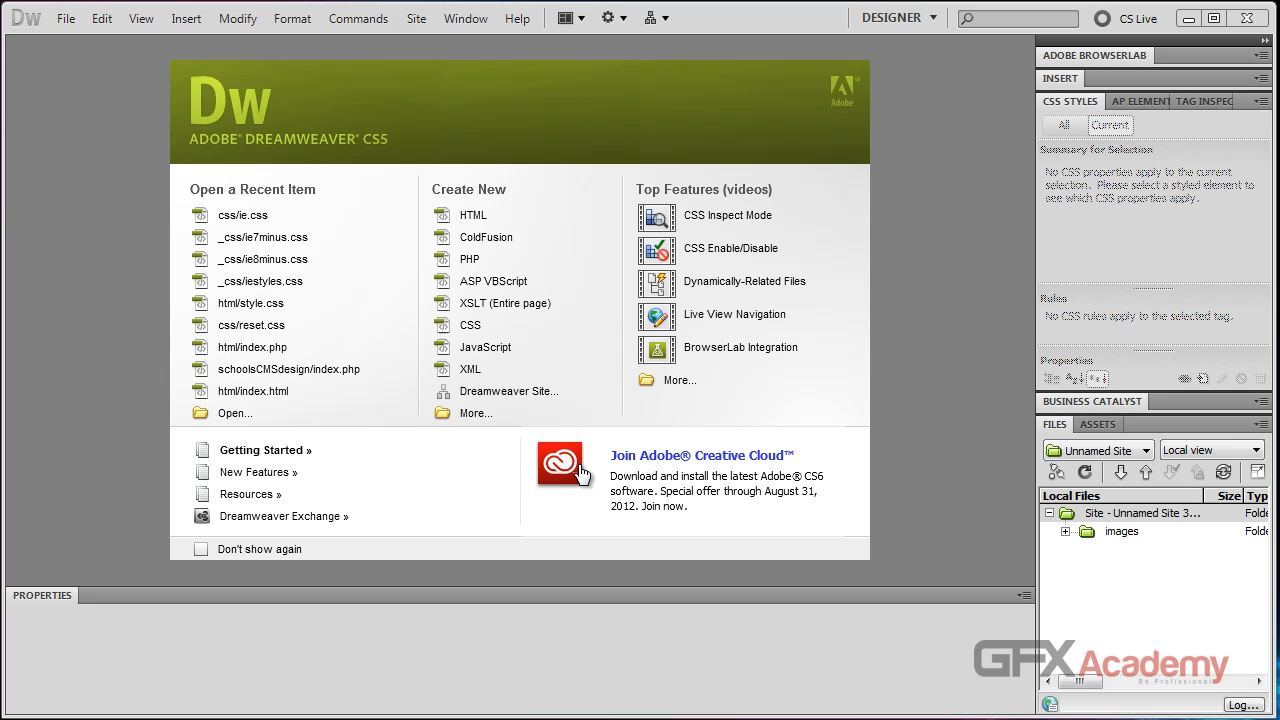 Dw File Edit View Insert Modify Format Commands Site Window Help DESIGNER CS Live
Dw
ADOBE® DREAMWEAVER® CS5
Adobe®
Open a Recent Item
css/ie.css
_css/ie7minus.css
_css/ie8minus.css
_css/iestyles.css
html/style.css
css/reset.css
html/index.php
schoolsCMSdesign/index.php
html/index.html
Open...
Create New
HTML
ColdFusion
PHP
ASP VBScript
XSLT (Entire page)
CSS
JavaScript
XML
Dreamweaver Site...
More...
Top Features (videos)
CSS Inspect Mode
CSS Enable/Disable
Dynamically-Related Files
Live View Navigation
BrowserLab Integration
More...
Getting Started »
New Features »
Resources »
Dreamweaver Exchange »
Join Adobe® Creative Cloud™
Download and install the latest Adobe® CS6
software. Special offer through August 31,
2012. Join now.
Don't show again
PROPERTIES
ADOBE BROWSERLAB
INSERT
CSS STYLES AP ELEMENT TAG INSPEC
All Current
Summary for Selection
No CSS properties apply to the current
selection. Please select a styled element to
see which CSS properties apply.
Rules
No CSS rules apply to the selected tag.
Properties
BUSINESS CATALYST
FILES ASSETS
Unnamed Site Local view
Local Files Size Typ
Site - Unnamed Site 3... Folde
images Folde
GFX Academy
Be Professional
Log...